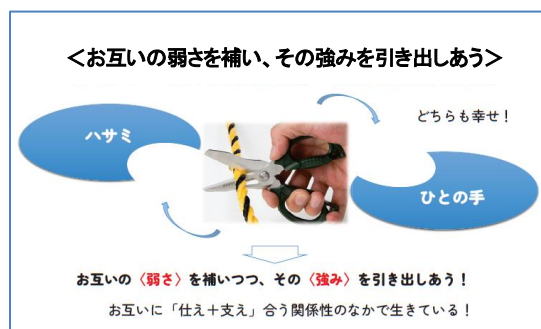 ＜お互いの弱さを補い、その強みを引き出しあう＞
どちらも幸せ！
ハサミ
ひとの手
お互いの〈弱さ〉を補いつつ、その〈強み〉を引き出しあう！
お互いに「仕え＋支え」合う関係性のなかで生きている！